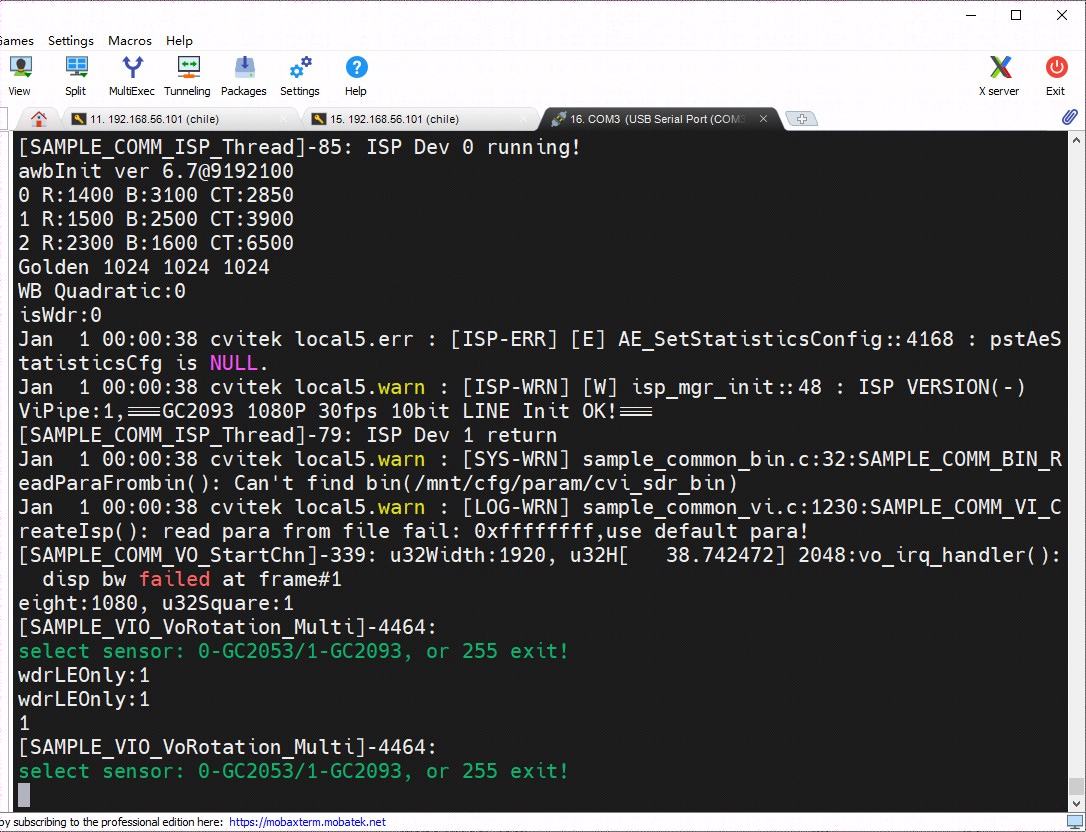 Games Settings Macros Help
View Split MultiExec Tunneling Packages Settings Help X server Exit
11. 192.168.56.101 (chile) 15. 192.168.56.101 (chile) 16. COM3 (USB Serial Port (COM3
[SAMPLE_COMM_ISP_Thread]-85: ISP Dev 0 running!
awbInit ver 6.7@9192100
0 R:1400 B:3100 CT:2850
1 R:1500 B:2500 CT:3900
2 R:2300 B:1600 CT:6500
Golden 1024 1024 1024
WB Quadratic:0
isWdr:0
Jan  1 00:00:38 cvitek local5.err : [ISP-ERR] [E] AE_SetStatisticsConfig::4168 : pstAeS
tatisticsCfg is NULL.
Jan  1 00:00:38 cvitek local5.warn : [ISP-WRN] [W] isp_mgr_init::48 : ISP VERSION(-)
ViPipe:1,===GC2093 1080P 30fps 10bit LINE Init OK!===
[SAMPLE_COMM_ISP_Thread]-79: ISP Dev 1 return
Jan  1 00:00:38 cvitek local5.warn : [SYS-WRN] sample_common_bin.c:32:SAMPLE_COMM_BIN_R
eadParaFrombin(): Can't find bin(/mnt/cfg/param/cvi_sdr_bin)
Jan  1 00:00:38 cvitek local5.warn : [LOG-WRN] sample_common_vi.c:1230:SAMPLE_COMM_VI_C
reateIsp(): read para from file fail: 0xffffffff,use default para!
[SAMPLE_COMM_VO_StartChn]-339: u32Width:1920, u32H[   38.742472] 2048:vo_irq_handler():
  disp bw failed at frame#1
eight:1080, u32Square:1
[SAMPLE_VIO_VoRotation_Multi]-4464:
select sensor: 0-GC2053/1-GC2093, or 255 exit!
wdrLEOnly:1
wdrLEOnly:1
1
[SAMPLE_VIO_VoRotation_Multi]-4464:
select sensor: 0-GC2053/1-GC2093, or 255 exit!
by subscribing to the professional edition here: https://mobaxterm.mobatek.net